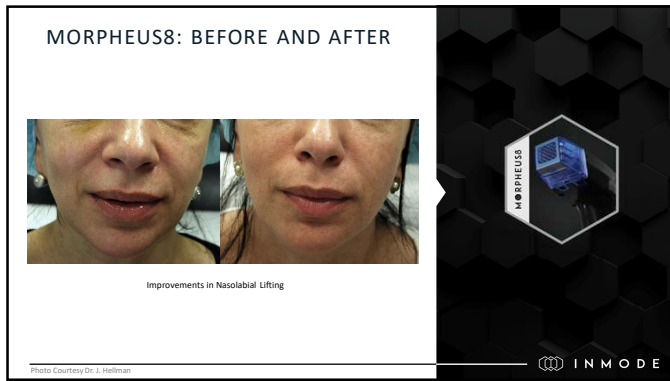 MORPHEUS8: BEFORE AND AFTER
MORPHEUS8
Improvements in Nasolabial Lifting
Photo Courtesy Dr. J. Hellman
INMODE